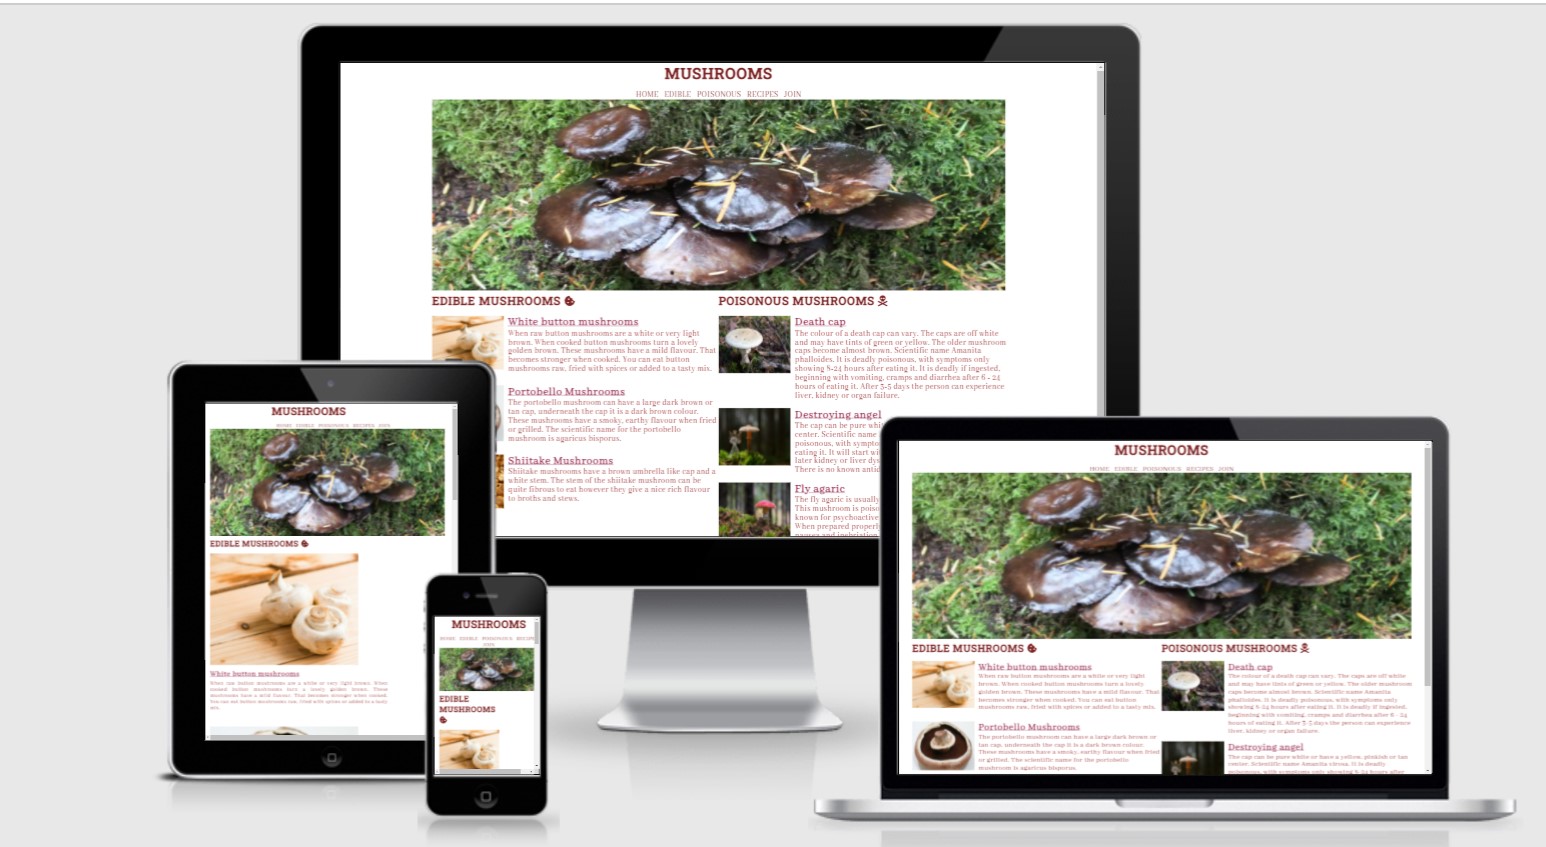 MUSHROOMS
HOME EDIBLE POISONOUS RECIPES JOIN
EDIBLE MUSHROOMS
White button mushrooms
When raw button mushrooms are a white or very light
brown. When cooked button mushrooms turn a lovely
golden brown. These mushrooms have a mild flavour. That
becomes stronger when cooked. You can eat button
mushrooms raw, fried with spices or added to a tasty mix.
Portobello Mushrooms
The portobello mushroom can have a large dark brown or
tan cap, underneath the cap it is a dark brown colour.
These mushrooms have a smoky, earthy flavour when fried
or grilled. The scientific name for the portobello
mushroom is agaricus bisporus.
Shiitake Mushrooms
Shiitake mushrooms have a brown umbrella like cap and a
white stem. The stem of the shiitake mushroom can be
quite fibrous to eat however they give a nice rich flavour
to broths and stews.
POISONOUS MUSHROOMS
Death cap
The colour of a death cap can vary. The caps are off white
and may have tints of green or yellow. The older mushroom
caps become almost brown. Scientific name Amanita
phalloides. It is deadly poisonous, with symptoms only
showing 8-24 hours after eating it. It is deadly if ingested,
beginning with vomiting, cramps and diarrhea after 6 - 24
hours of eating it. After 3-5 days the person can experience
liver, kidney or organ failure.
Destroying angel
The cap can be pure
center. Scientific name
poisonous, with
eating it. It will start
later kidney or liver
There is no known
Fly agaric
The fly agaric is usually
This mushroom is
known for psychoactive
When prepared
MUSHROOMS
HOME EDIBLE POISONOUS RECIPES JOIN
EDIBLE MUSHROOMS
White button mushrooms
When raw button mushrooms are a white or very light brown. When
cooked button mushrooms turn a lovely golden brown. These
mushrooms have a mild flavour. That becomes stronger when cooked.
You can eat button mushrooms raw, fried with spices or added to a tasty
mix.
MUSHROOMS
HOME EDIBLE POISONOUS RECIPES
JOIN
EDIBLE
MUSHROOMS
MUSHROOMS
HOME EDIBLE POISONOUS RECIPES JOIN
EDIBLE MUSHROOMS
White button mushrooms
When raw button mushrooms are a white or very light
brown. When cooked button mushrooms turn a lovely
golden brown. These mushrooms have a mild flavour. That
becomes stronger when cooked. You can eat button
mushrooms raw, fried with spices or added to a tasty mix.
Portobello Mushrooms
The portobello mushroom can have a large dark brown or
tan cap, underneath the cap it is a dark brown colour.
These mushrooms have a smoky, earthy flavour when fried
or grilled. The scientific name for the portobello
mushroom is agaricus bisporus.
POISONOUS MUSHROOMS
Death cap
The colour of a death cap can vary. The caps are off white
and may have tints of green or yellow. The older mushroom
caps become almost brown. Scientific name Amanita
phalloides. It is deadly poisonous, with symptoms only
showing 8-24 hours after eating it. It is deadly if ingested,
beginning with vomiting, cramps and diarrhea after 6 - 24
hours of eating it. After 3-5 days the person can experience
liver, kidney or organ failure.
Destroying angel
The cap can be pure white or have a yellow, pinkish or tan
center. Scientific name Amanita virosa. It is deadly
poisonous, with symptoms only showing 8-24 hours after